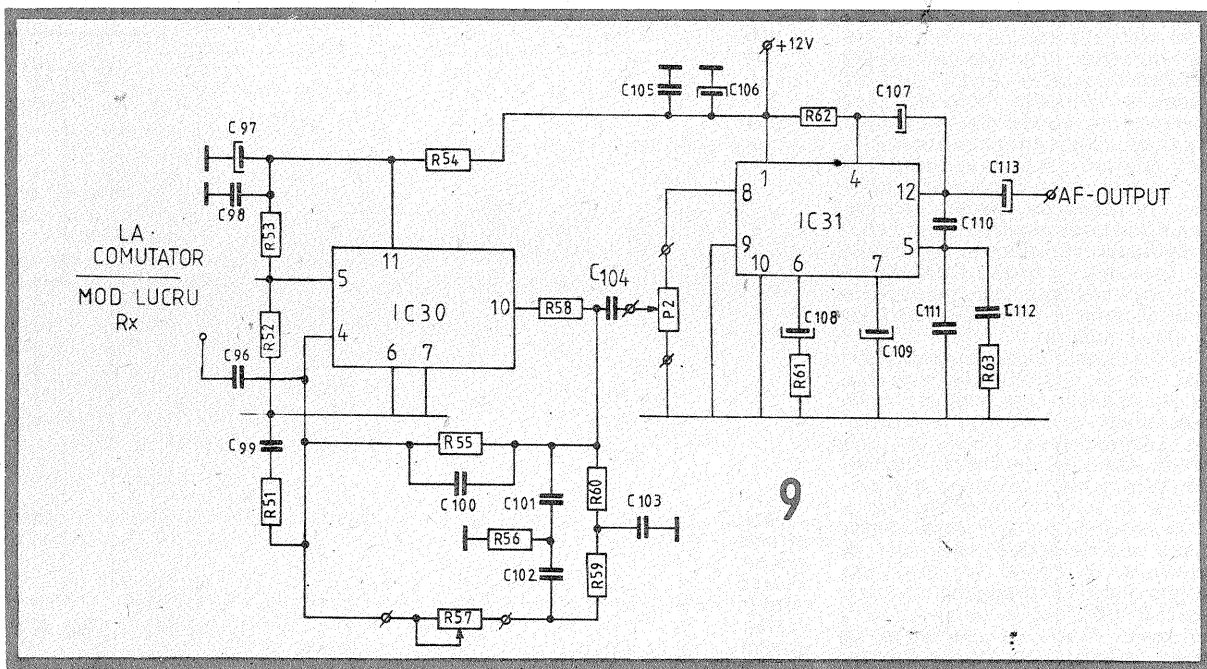 +12V
C105
C106
C107
R62
C97
R54
C98
R53
1
4
8
12
C113
AF-OUTPUT
IC31
C110
9
5
LA
COMUTATOR
MOD LUCRU
Rx
11
5
10
6
7
C104
R58
P2
IC30
R52
4
6
7
C108
C109
C111
C112
C96
R61
R63
C99
R55
R51
C100
C101
R60
C103
9
R56
C102
R59
R57